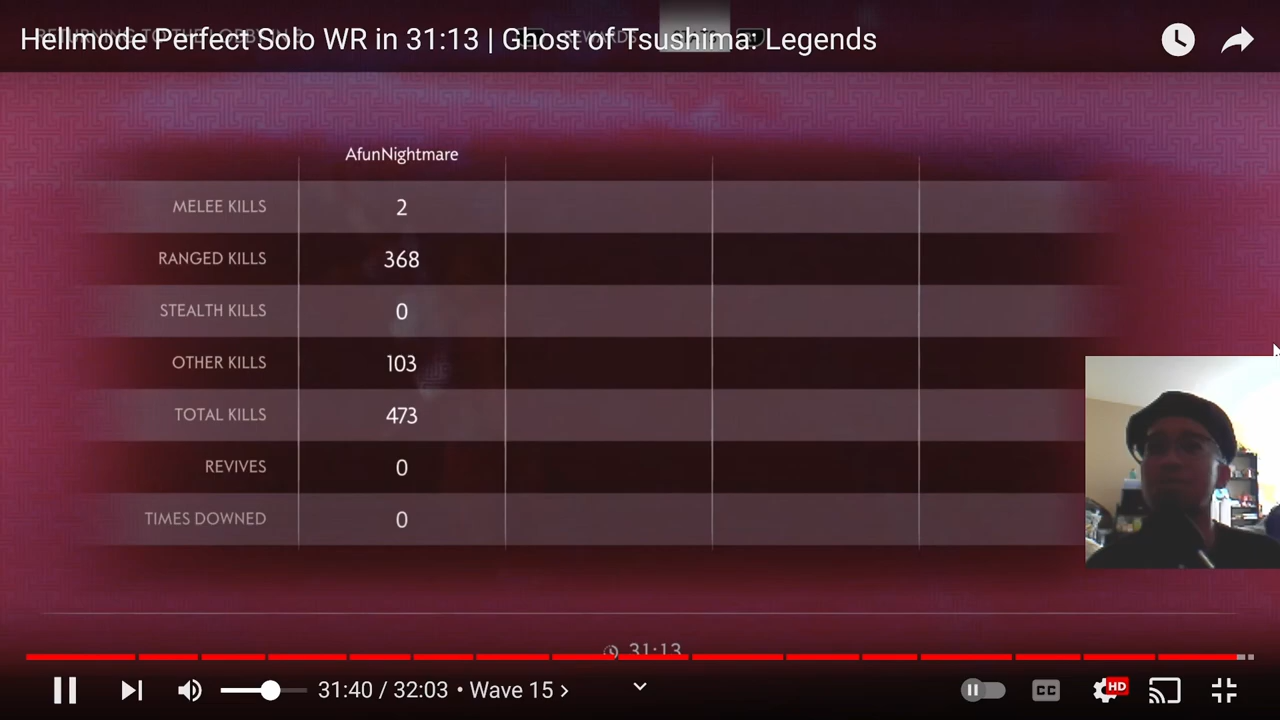 Hellmode Perfect Solo WR in 31:13 | Ghost of Tsushima: Legends
AfunNightmare
MELEE KILLS 2
RANGED KILLS 368
STEALTH KILLS 0
OTHER KILLS 103
TOTAL KILLS 473
REVIVES 0
TIMES DOWNED 0
31:13
31:40 / 32:03 • Wave 15 ›
CC
HD